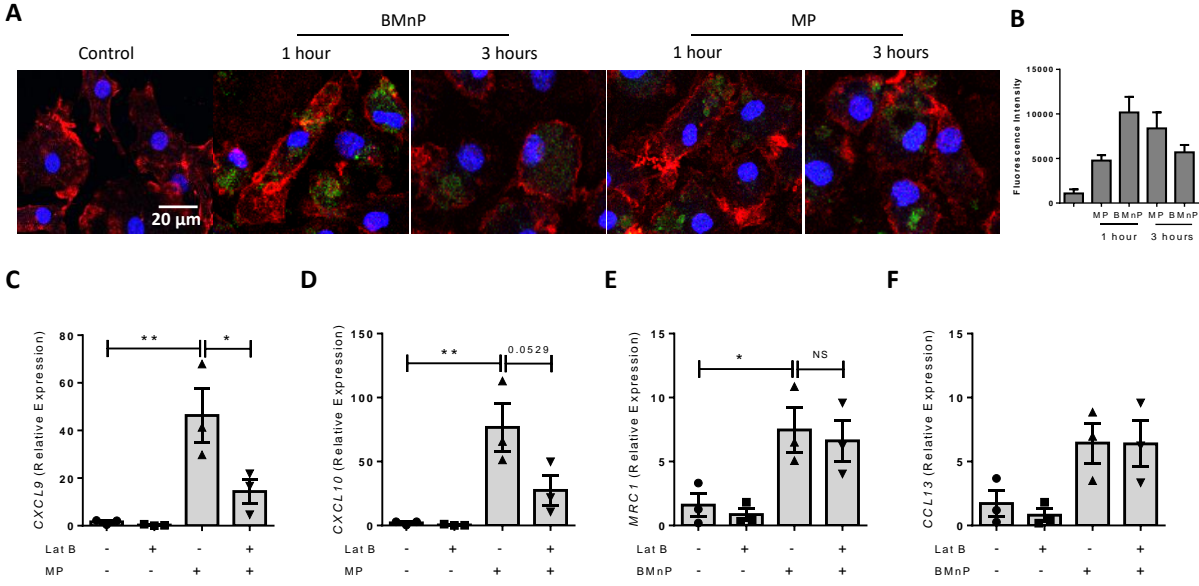 A
BMnP
MP
Control
1 hour
3 hours
1 hour
3 hours
20 µm
B
Fluorescence Intensity
15000
10000
5000
0
MP BMnP MP BMnP
1 hour 3 hours
C
CXCL9 (Relative Expression)
80
60
40
20
0
** *
Lat B - + - +
MP - - + +
D
CXCL10 (Relative Expression)
150
100
50
0
** 0.0529
Lat B - + - +
MP - - + +
E
MRC1 (Relative Expression)
15
10
5
0
* NS
Lat B - + - +
BMnP - - + +
F
CCL13 (Relative Expression)
15
10
5
0
Lat B - + - +
BMnP - - + +